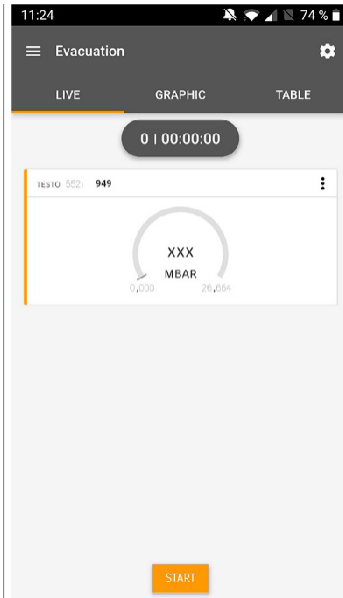 11:24 74 %
Evacuation
LIVE GRAPHIC TABLE
0 | 00:00:00
TESTO 552i 949
XXX
MBAR
0,000 26,664
START